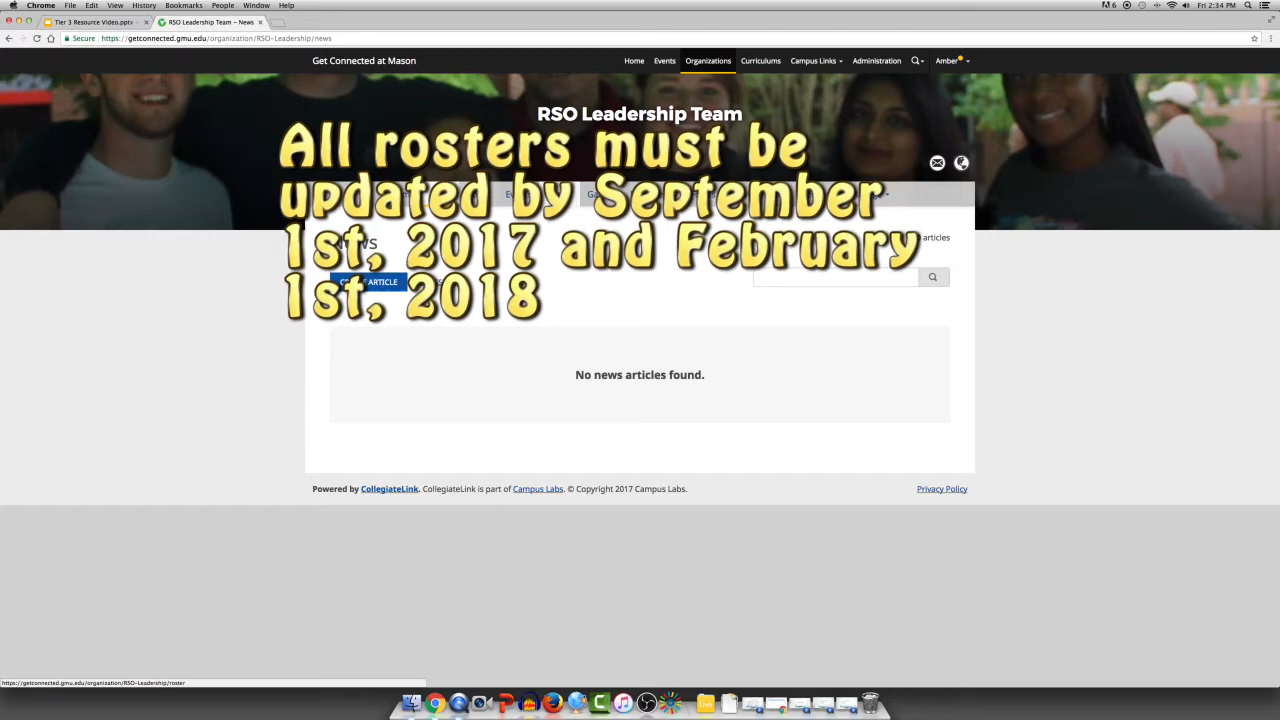 Chrome File Edit View History Bookmarks People Window Help 6 Fri 2:34 PM
Tier 3 Resource Video.pptx - RSO Leadership Team – News
Secure https://getconnected.gmu.edu/organization/RSO-Leadership/news
Get Connected at Mason Home Events Organizations Curriculums Campus Links Administration Amber
RSO Leadership Team
All rosters must be
updated by September
1st, 2017 and February
1st, 2018
News
articles
ARTICLE
No news articles found.
Powered by CollegiateLink. CollegiateLink is part of Campus Labs. © Copyright 2017 Campus Labs. Privacy Policy
https://getconnected.gmu.edu/organization/RSO-Leadership/roster